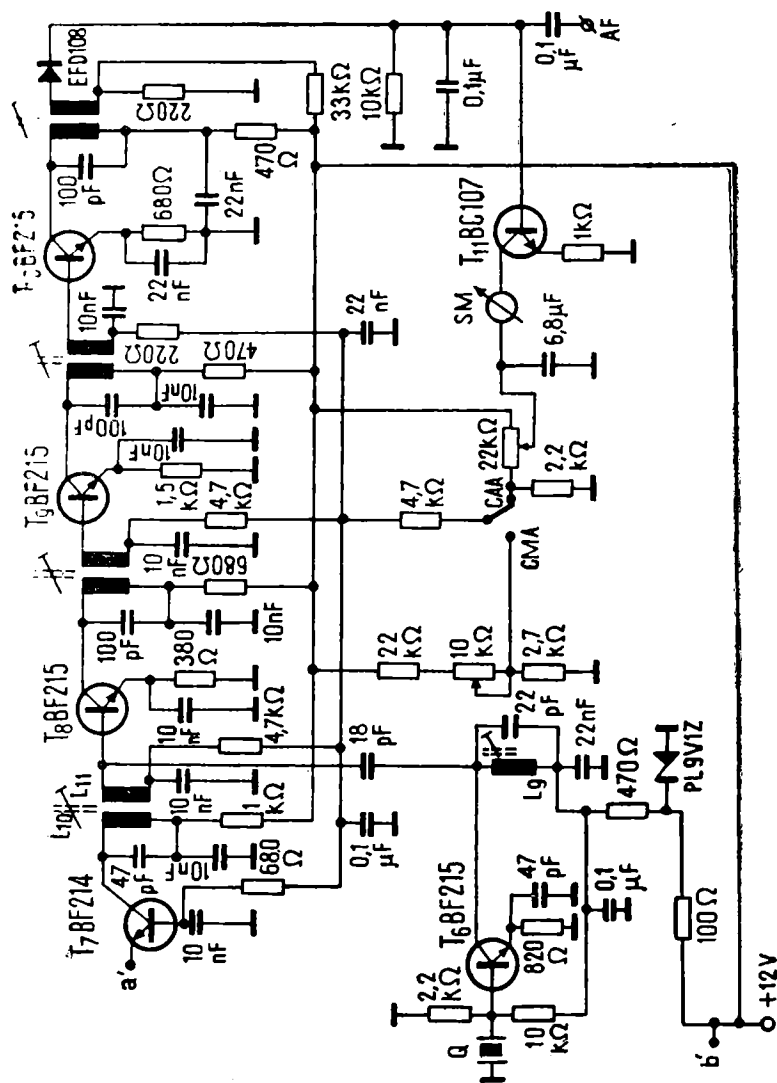 a'
T7BF214
47 pF
10nF
10 nF
680 Ω
L10
L11
1 kΩ
10 nF
4,7kΩ
0,1 µF
18 pF
T8BF215
10 nF
380 Ω
100 pF
10nF
680Ω
10 nF
4,7 kΩ
T9BF215
1,5 kΩ
10nF
100pF
10nF
470Ω
220Ω
10nF
22 nF
BF215
22 nF
680Ω
100 pF
22nF
470 Ω
220Ω
EFD108
33kΩ
10kΩ
0,1µF
0,1 µF
AF
T11BC107
1kΩ
SM
6,8µF
22kΩ
CAA
2,2 kΩ
4,7 kΩ
CMA
22 kΩ
10 kΩ
2,7 kΩ
T6BF215
Q
2,2 kΩ
10 kΩ
820 Ω
47 pF
0,1 µF
L9
22 pF
22nF
470Ω
PL9V1Z
100Ω
b'
+12V